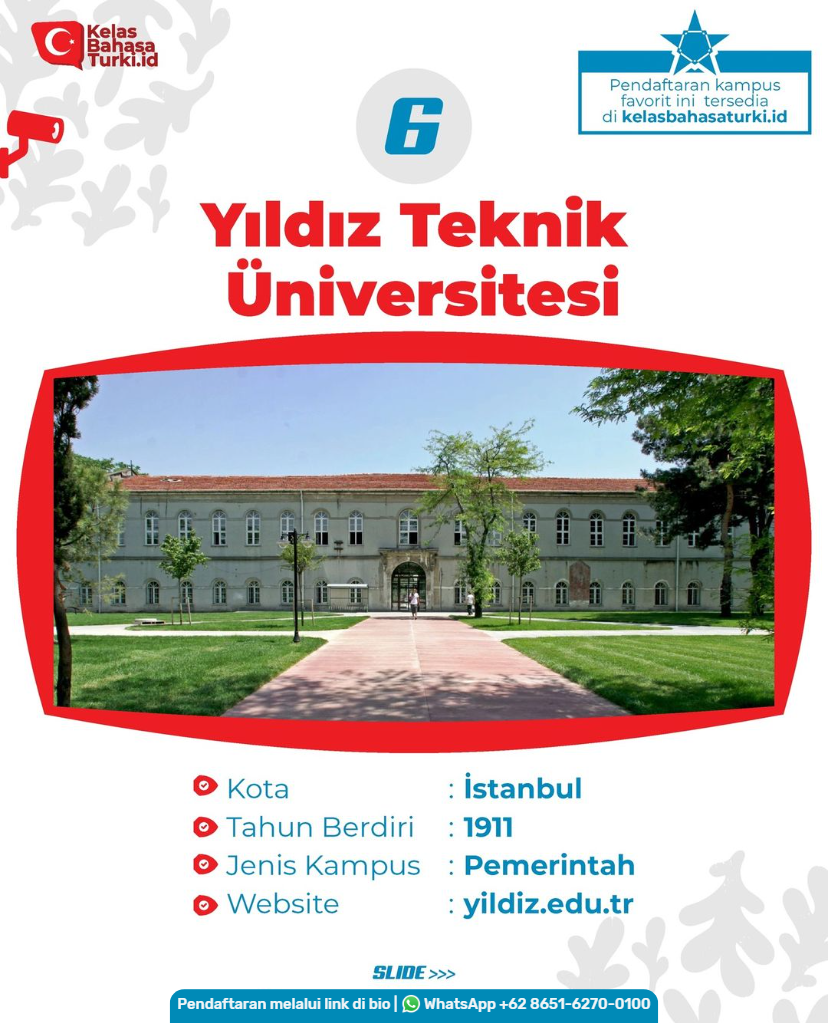 Kelas
Bahasa
Turki.id
Pendaftaran kampus
favorit ini tersedia
di kelasbahasaturki.id
6
Yıldız Teknik
Üniversitesi
Kota : İstanbul
Tahun Berdiri : 1911
Jenis Kampus : Pemerintah
Website : yildiz.edu.tr
SLIDE >>>
Pendaftaran melalui link di bio | WhatsApp +62 8651-6270-0100